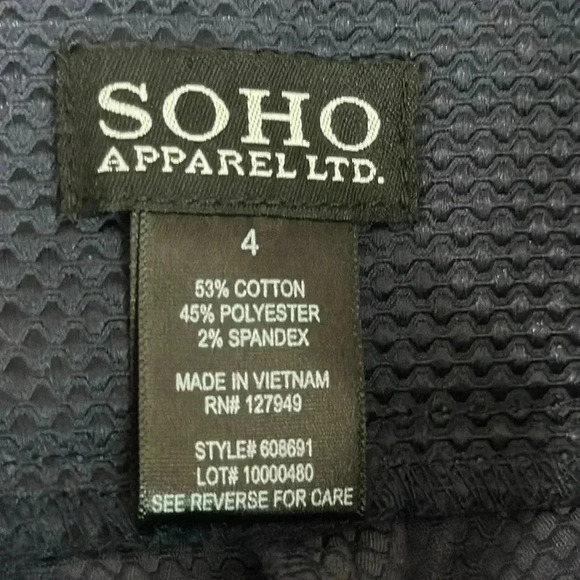 SOHO
APPAREL LTD.
4
53% COTTON
45% POLYESTER
2% SPANDEX
MADE IN VIETNAM
RN# 127949
STYLE# 608691
LOT# 10000480
SEE REVERSE FOR CARE